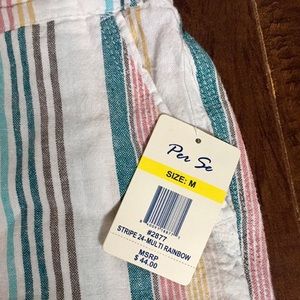 Per Se
SIZE: M
#2877
STRIPE 24-MULTI RAINBOW
MSRP
$ 44.00